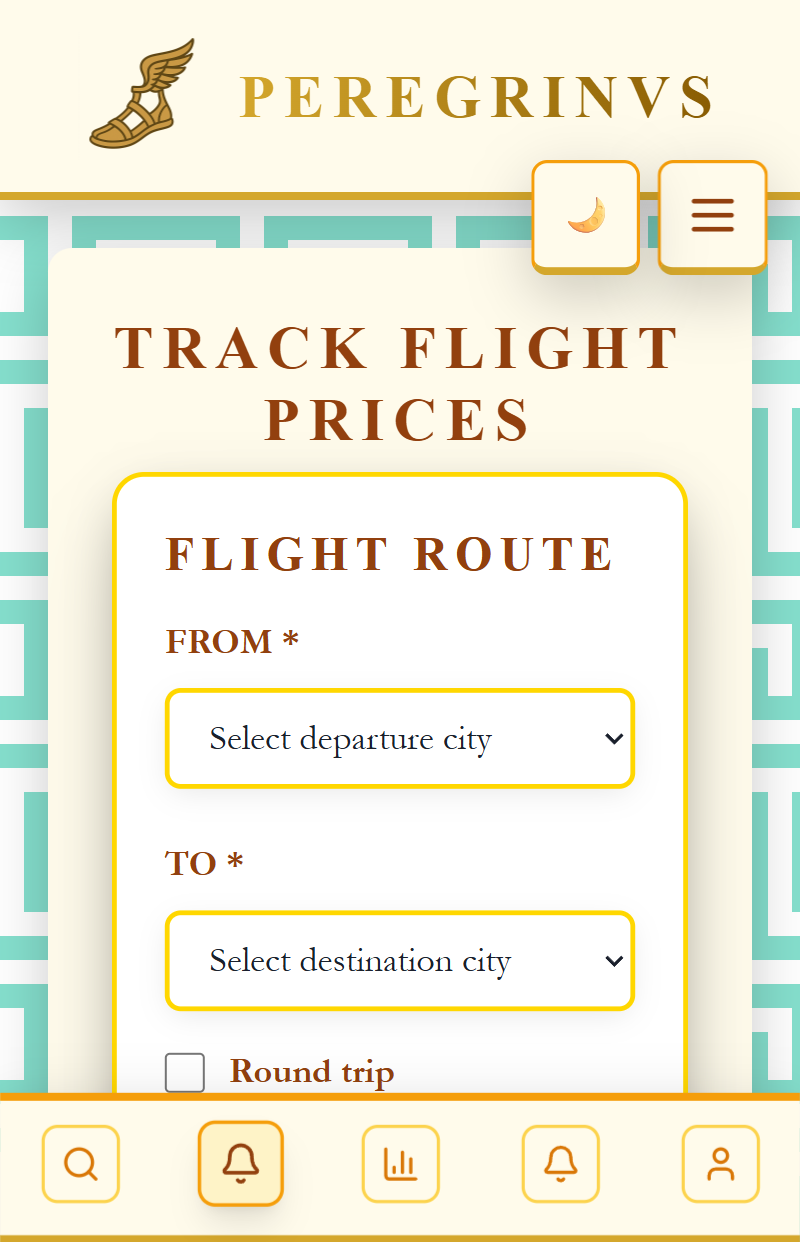 PEREGRINVS
TRACK FLIGHT
PRICES
FLIGHT ROUTE
FROM *
Select departure city
TO *
Select destination city
Round trip